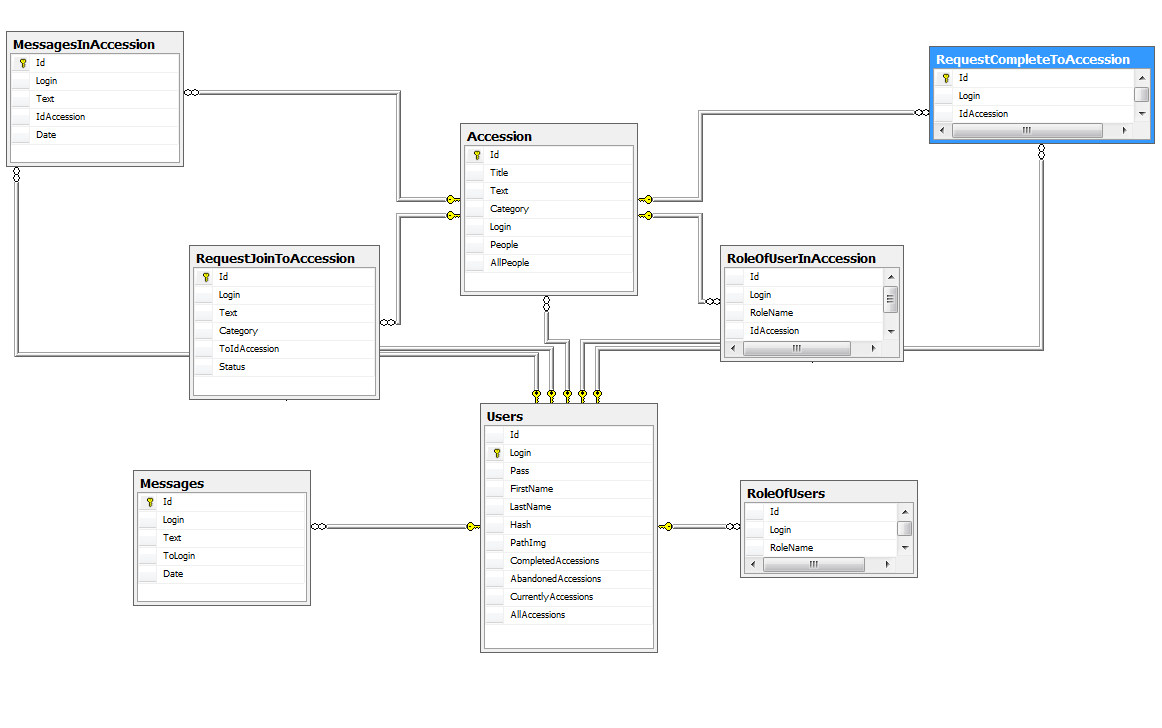 MessagesInAccession
Id
Login
Text
IdAccession
Date
RequestCompleteToAccession
Id
Login
IdAccession
Accession
Id
Title
Text
Category
Login
People
AllPeople
RequestJoinToAccession
Id
Login
Text
Category
ToIdAccession
Status
RoleOfUserInAccession
Id
Login
RoleName
IdAccession
Users
Id
Login
Pass
FirstName
LastName
Hash
PathImg
CompletedAccessions
AbandonedAccessions
CurrentlyAccessions
AllAccessions
Messages
Id
Login
Text
ToLogin
Date
RoleOfUsers
Id
Login
RoleName